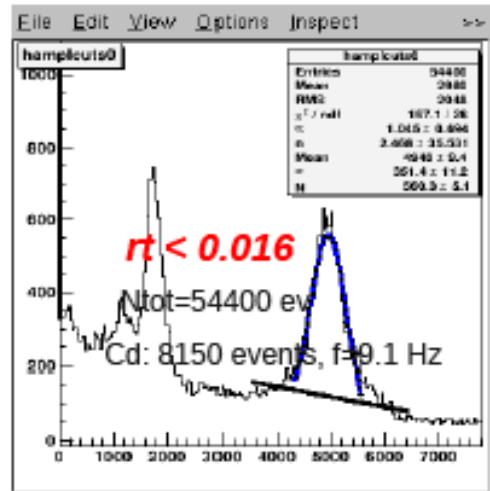 File Edit View Options Inspect >>
hamplcuts0
hamplcuts0
Entries 54400
Mean
RMS 2048
1000
800
600
400
200
0
rt < 0.016
Ntot=54400 ev
Cd: 8150 events, f=9.1 Hz
0 1000 2000 3000 4000 5000 6000 7000